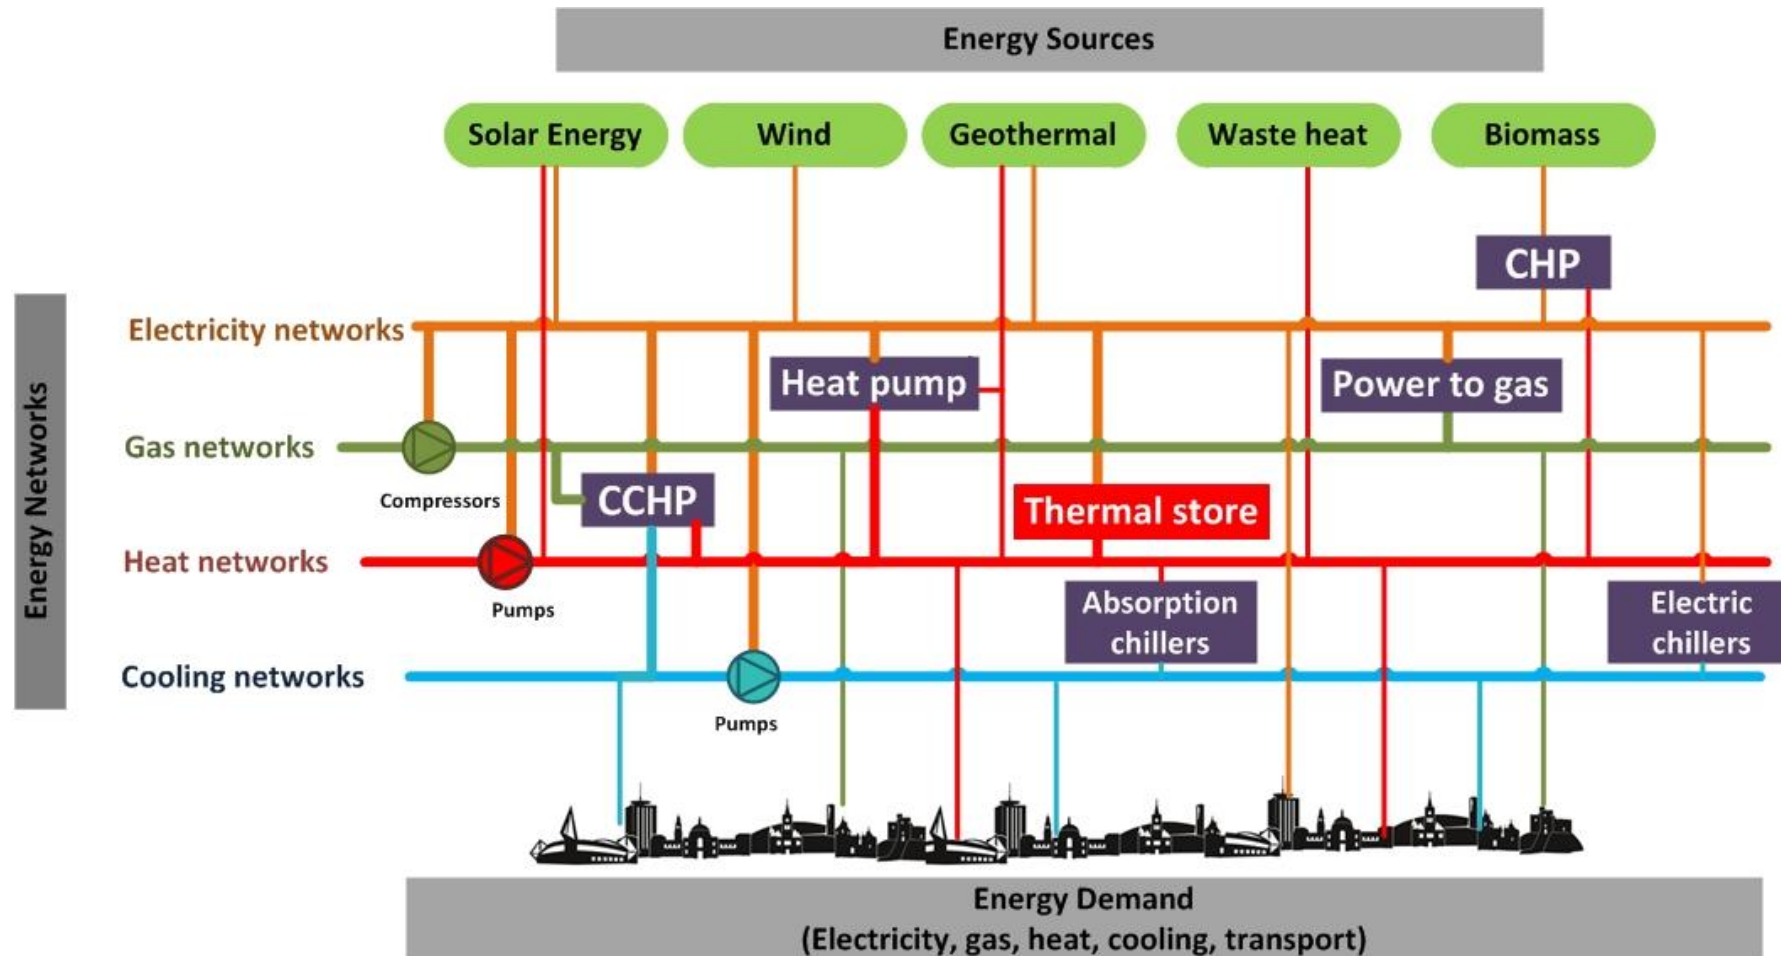 Energy Sources
Solar Energy
Wind
Geothermal
Waste heat
Biomass
CHP
Electricity networks
Heat pump
Power to gas
Gas networks
Compressors
CCHP
Thermal store
Heat networks
Pumps
Absorption
chillers
Electric
chillers
Cooling networks
Pumps
Energy Networks
Energy Demand
(Electricity, gas, heat, cooling, transport)